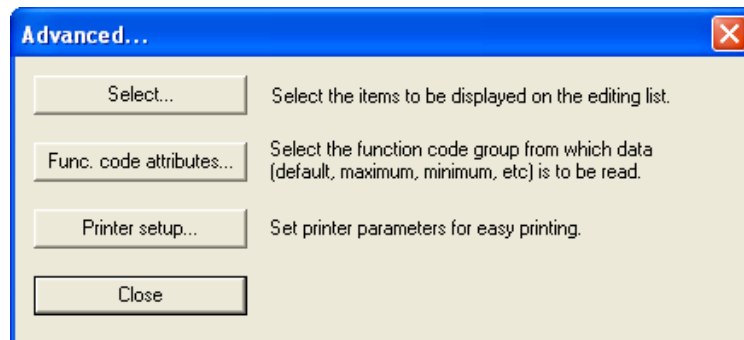 Advanced...
Select...
Select the items to be displayed on the editing list.
Func. code attributes...
Select the function code group from which data
(default, maximum, minimum, etc) is to be read.
Printer setup...
Set printer parameters for easy printing.
Close